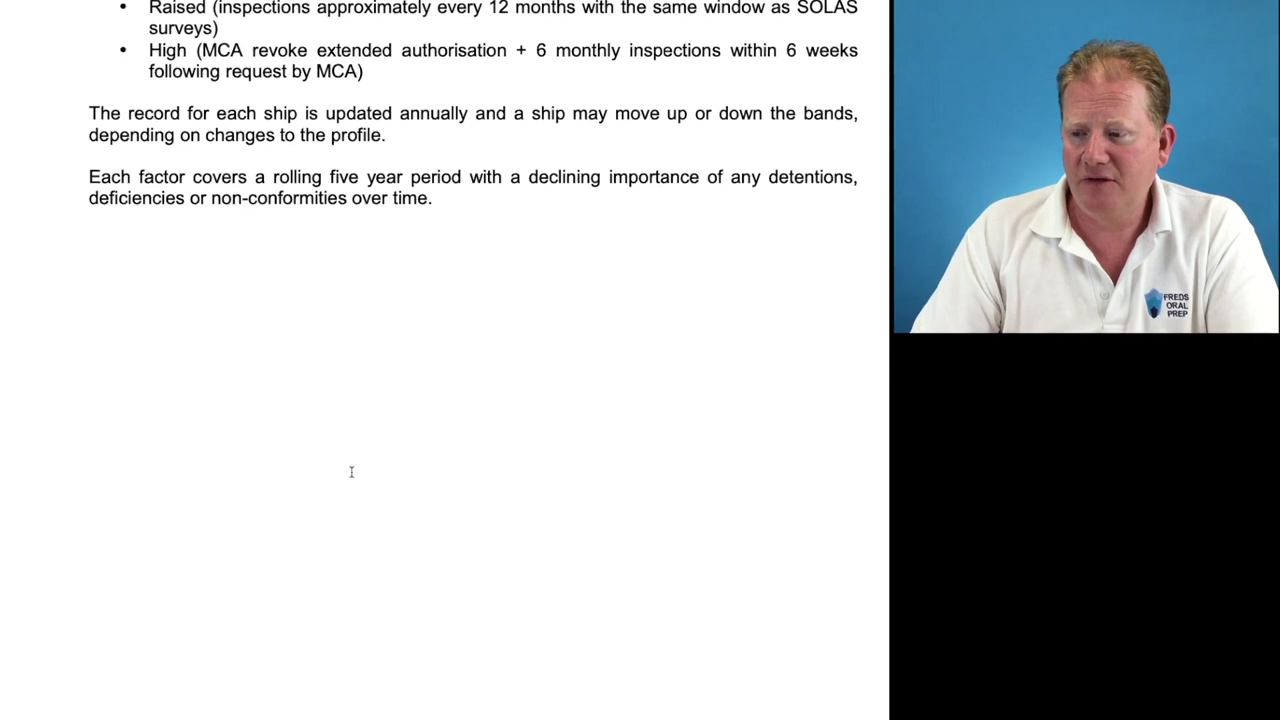 • Raised (inspections approximately every 12 months with the same window as SOLAS
surveys)
• High (MCA revoke extended authorisation + 6 monthly inspections within 6 weeks
following request by MCA)
The record for each ship is updated annually and a ship may move up or down the bands,
depending on changes to the profile.
Each factor covers a rolling five year period with a declining importance of any detentions,
deficiencies or non-conformities over time.
FREDS
ORAL
PREP